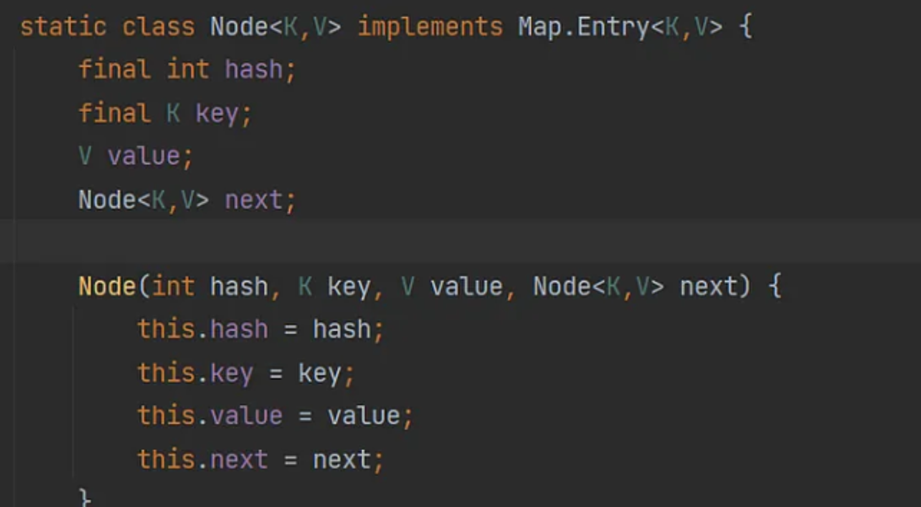 static class Node<K,V> implements Map.Entry<K,V> {
final int hash;
final K key;
V value;
Node<K,V> next;
Node(int hash, K key, V value, Node<K,V> next) {
this.hash = hash;
this.key = key;
this.value = value;
this.next = next;
}